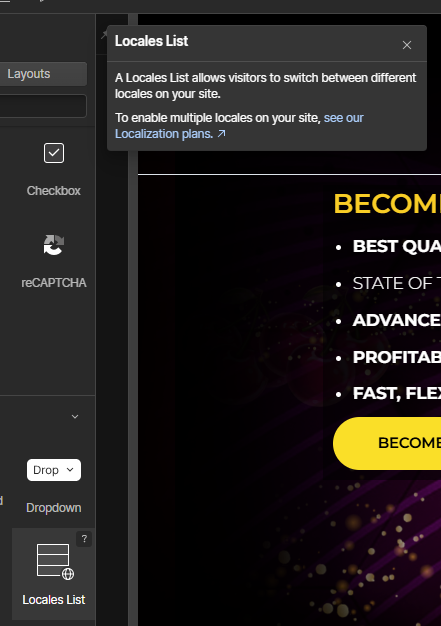 Locales List
A Locales List allows visitors to switch between different
locales on your site.
To enable multiple locales on your site, see our
Localization plans.
Layouts
Checkbox
reCAPTCHA
Drop
Dropdown
?
Locales List
BECOM
BEST QUA
STATE OF
ADVANCE
PROFITAB
FAST, FLE
BECOME